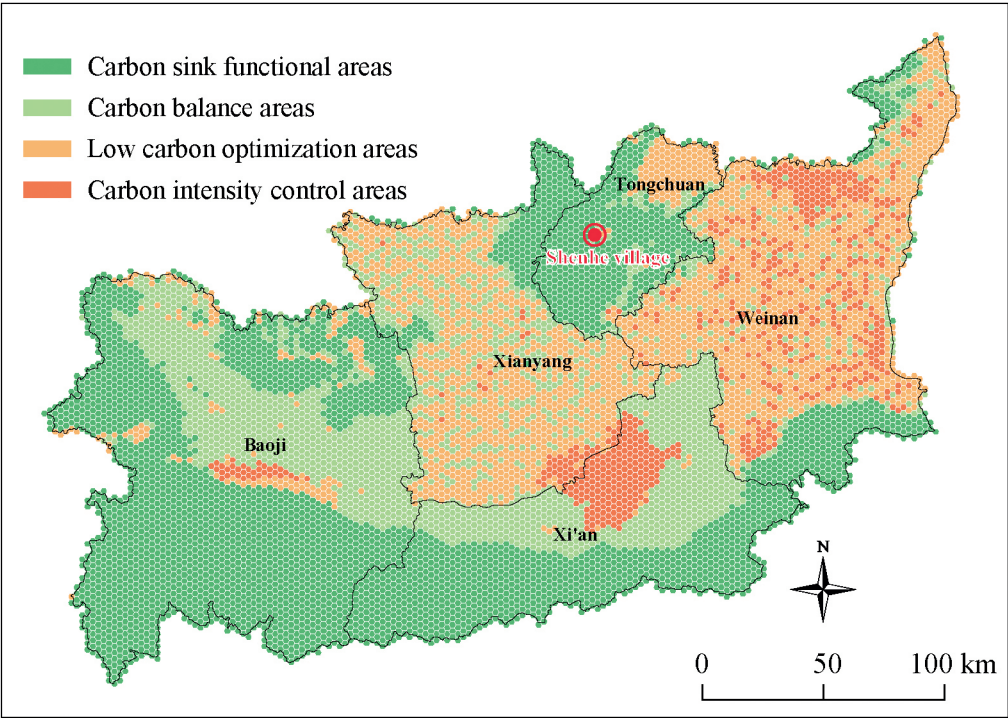 Carbon sink functional areas
Carbon balance areas
Low carbon optimization areas
Carbon intensity control areas
Tongchuan
Shenhe village
Weinan
Xianyang
Baoji
Xi'an
N
0 50 100 km